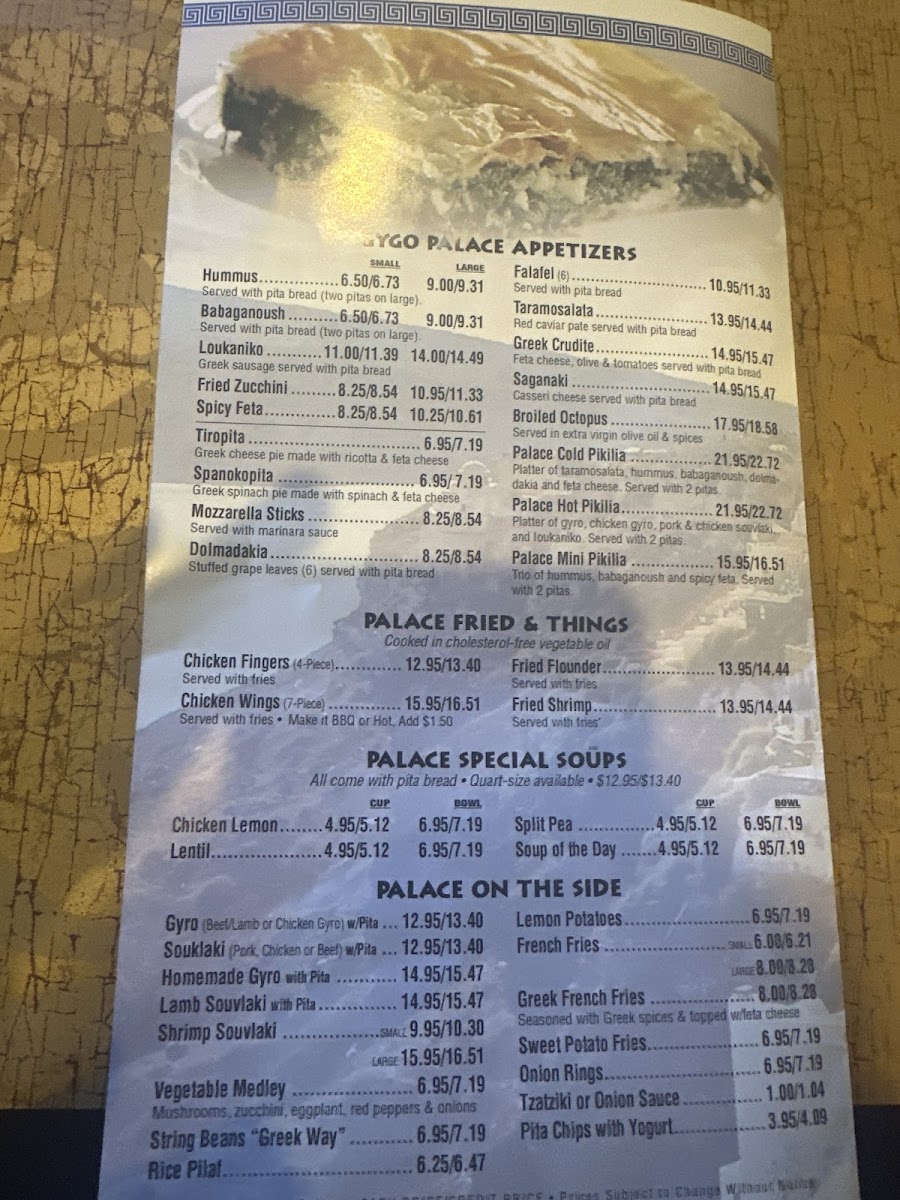 GYGO PALACE APPETIZERS
SMALL LARGE
Hummus............... 6.50/6.73 9.00/9.31
Served with pita bread (two pitas on large).
Babaganoush .......... 6.50/6.73 9.00/9.31
Served with pita bread (two pitas on large)
Loukaniko ........... 11.00/11.39 14.00/14.49
Greek sausage served with pita bread
Fried Zucchini ......... 8.25/8.54 10.95/11.33
Spicy Feta.............. 8.25/8.54 10.25/10.61
Tiropita ................................... 6.95/7.19
Greek cheese pie made with ricotta & feta cheese
Spanokopita ............................ 6.95/ 7.19
Greek spinach pie made with spinach & feta cheese
Mozzarella Sticks ....................... 8.25/8.54
Served with marinara sauce
Dolmadakia .............................. 8.25/8.54
Stuffed grape leaves (6) served with pita bread
Falafel (6) ............................. 10.95/11.33
Served with pita bread
Taramosalata ......................... 13.95/14.44
Red caviar pate served with pita bread
Greek Crudite......................... 14.95/15.47
Feta cheese, olive & tomatoes served with pita bread
Saganaki .............................. 14.95/15.47
Casseri cheese served with pita bread
Broiled Octopus ...................... 17.95/18.58
Served in extra virgin olive oil & spices
Palace Cold Pikilia ................ 21.95/22.72
Platter of taramosalata, hummus, babaganoush, dolma-
dakia and feta cheese. Served with 2 pitas.
Palace Hot Pikilia.................. 21.95/22.72
Platter of gyro, chicken gyro, pork & chicken souvlaki,
and loukaniko. Served with 2 pitas.
Palace Mini Pikilia ................ 15.95/16.51
Trio of hummus, babaganoush and spicy feta. Served
with 2 pitas.
PALACE FRIED & THINGS
Cooked in cholesterol-free vegetable oil
Chicken Fingers (4-Piece)............ 12.95/13.40
Served with fries
Chicken Wings (7-Piece) ............. 15.95/16.51
Served with fries • Make it BBQ or Hot, Add $1.50
Fried Flounder....................... 13.95/14.44
Served with fries
Fried Shrimp......................... 13.95/14.44
Served with fries
PALACE SPECIAL SOUPS
All come with pita bread • Quart-size available • $12.95/$13.40
CUP BOWL
Chicken Lemon........ 4.95/5.12 6.95/7.19
Lentil.................... 4.95/5.12 6.95/7.19
CUP BOWL
Split Pea .............. 4.95/5.12 6.95/7.19
Soup of the Day ....... 4.95/5.12 6.95/7.19
PALACE ON THE SIDE
Gyro (Beef/Lamb or Chicken Gyro) w/Pita ... 12.95/13.40
Souklaki (Pork, Chicken or Beef) w/Pita ... 12.95/13.40
Homemade Gyro with Pita ........... 14.95/15.47
Lamb Souvlaki with Pita .............. 14.95/15.47
Shrimp Souvlaki ................. SMALL 9.95/10.30
LARGE 15.95/16.51
Vegetable Medley ..................... 6.95/7.19
Mushrooms, zucchini, eggplant, red peppers & onions
String Beans “Greek Way” ........... 6.95/7.19
Rice Pilaf................................. 6.25/6.47
Lemon Potatoes....................... 6.95/7.19
French Fries ..................... SMALL 6.00/6.21
LARGE 8.00/8.28
Greek French Fries ................... 8.00/8.28
Seasoned with Greek spices & topped w/feta cheese
Sweet Potato Fries.................... 6.95/7.19
Onion Rings............................ 6.95/7.19
Tzatziki or Onion Sauce .............. 1.00/1.04
Pita Chips with Yogurt................ 3.95/4.09
PRICE • Prices Subject to Change Without Notice